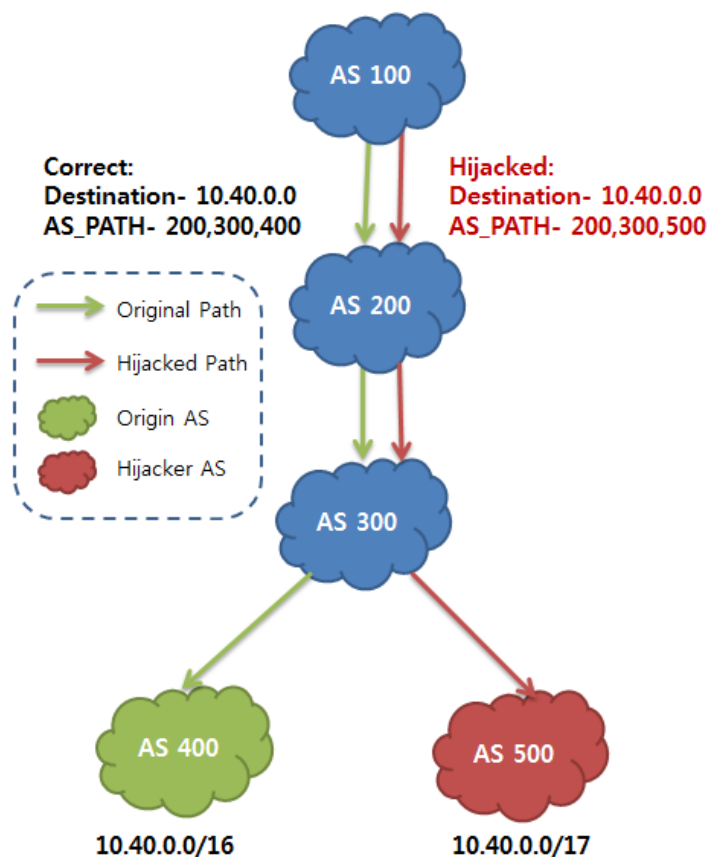 AS 100
Correct:
Destination- 10.40.0.0
AS_PATH- 200,300,400
Hijacked:
Destination- 10.40.0.0
AS_PATH- 200,300,500
AS 200
Original Path
Hijacked Path
Origin AS
Hijacker AS
AS 300
AS 400
AS 500
10.40.0.0/16
10.40.0.0/17